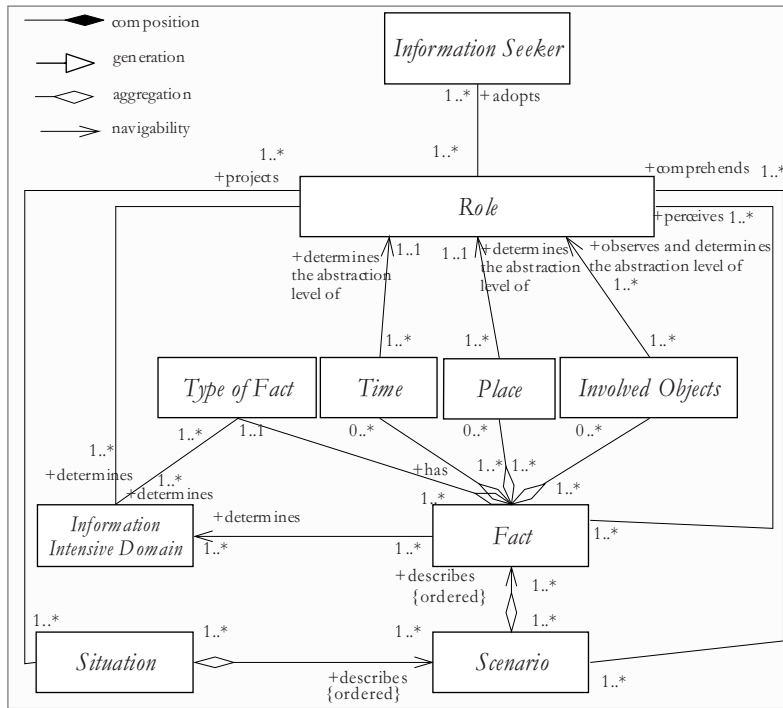 composition
generation
aggregation
navigability
Information Seeker
1..* +adopts
1..*
1..*
+projects
+comprehends
1..*
Role
+perceives 1..*
+determines
the abstraction
level of
1..1
1..1
+determines
the abstraction
level of
+observes and determines
the abstraction level of
1..*
1..*
1..*
1..*
Type of Fact
Time
Place
Involved Objects
1..*
1..1
0..*
0..*
0..*
1..*
+determines
1..*
+determines
+has
1..*
1..*
1..*
1..*
Information
Intensive Domain
+determines
1..*
1..*
Fact
1..*
+describes
{ordered}
1..*
1..*
1..*
1..*
1..*
Situation
+describes
{ordered}
Scenario
1..*